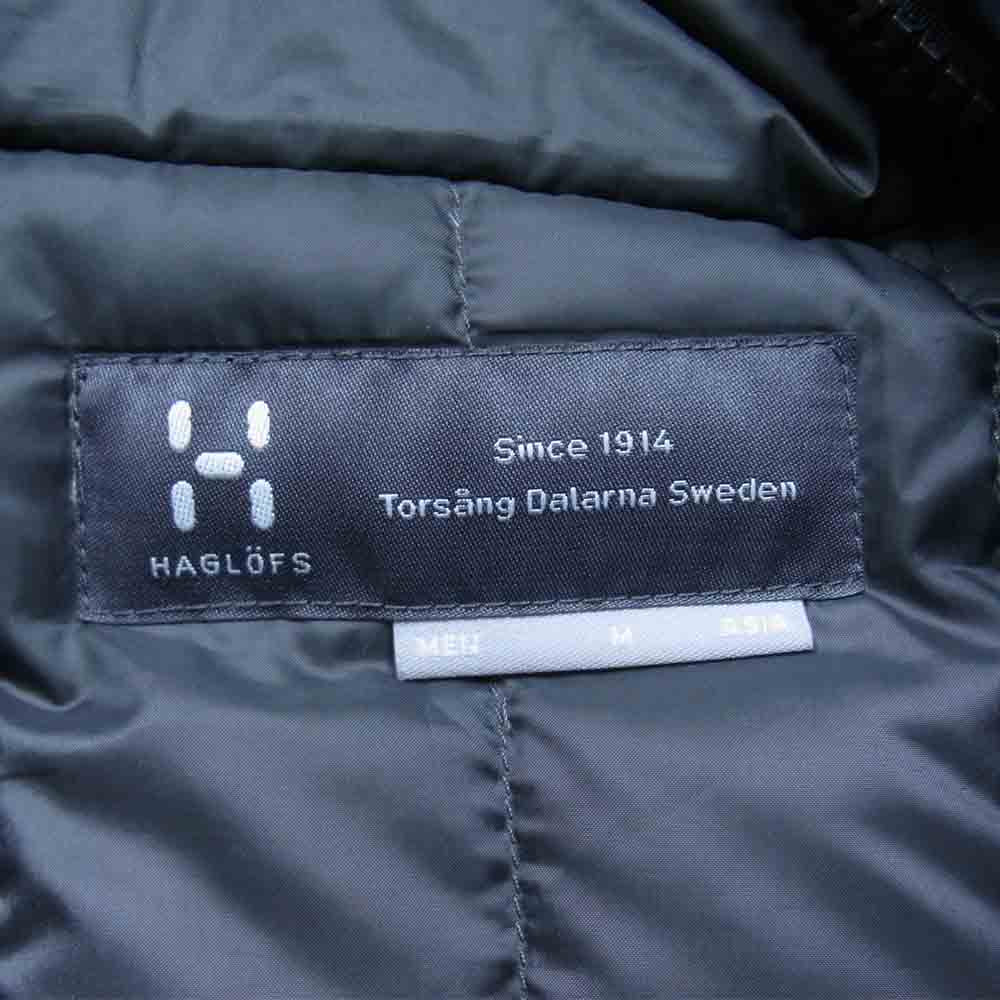 HAGLÖFS
Since 1914
Torsång Dalarna Sweden
MEN M ASIA